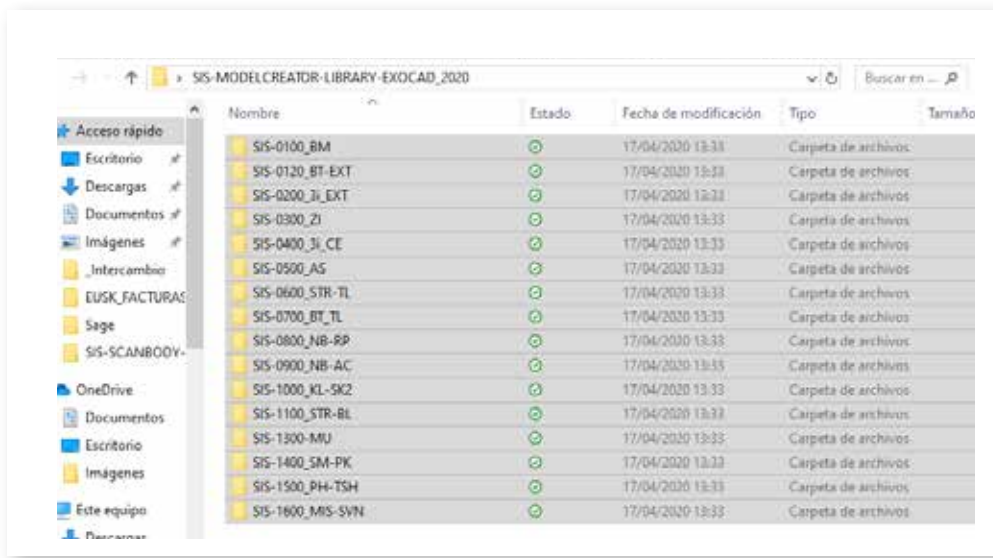 SIS-MODELCREATOR-LIBRARY-EXOCAD_2020
Buscar en ...
Nombre Estado Fecha de modificación Tipo Tamaño
Acceso rápido
Escritorio
Descargas
Documentos
Imágenes
_Intercambio
EUSK_FACTURAS
Sage
SIS-SCANBODY-
OneDrive
Documentos
Escritorio
Imágenes
Este equipo
Descargas
SIS-0100_BM 17/04/2020 13:33 Carpeta de archivos
SIS-0120_BT-EXT 17/04/2020 13:33 Carpeta de archivos
SIS-0200_3i_EXT 17/04/2020 13:33 Carpeta de archivos
SIS-0300_ZI 17/04/2020 13:33 Carpeta de archivos
SIS-0400_3i_CE 17/04/2020 13:33 Carpeta de archivos
SIS-0500_AS 17/04/2020 13:33 Carpeta de archivos
SIS-0600_STR-TL 17/04/2020 13:33 Carpeta de archivos
SIS-0700_BT_TL 17/04/2020 13:33 Carpeta de archivos
SIS-0800_NB-RP 17/04/2020 13:33 Carpeta de archivos
SIS-0900_NB-AC 17/04/2020 13:33 Carpeta de archivos
SIS-1000_KL-SK2 17/04/2020 13:33 Carpeta de archivos
SIS-1100_STR-BL 17/04/2020 13:33 Carpeta de archivos
SIS-1300-MU 17/04/2020 13:33 Carpeta de archivos
SIS-1400_SM-PK 17/04/2020 13:33 Carpeta de archivos
SIS-1500_PH-TSH 17/04/2020 13:33 Carpeta de archivos
SIS-1600_MIS-SVN 17/04/2020 13:33 Carpeta de archivos